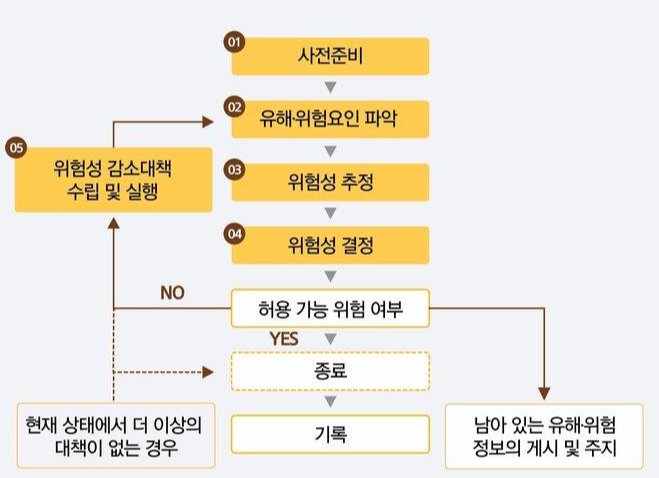 01
사전준비
02
유해·위험요인 파악
05
위험성 감소대책
수립 및 실행
03
위험성 추정
04
위험성 결정
NO
허용 가능 위험 여부
YES
종료
현재 상태에서 더 이상의
대책이 없는 경우
기록
남아 있는 유해·위험
정보의 게시 및 주지